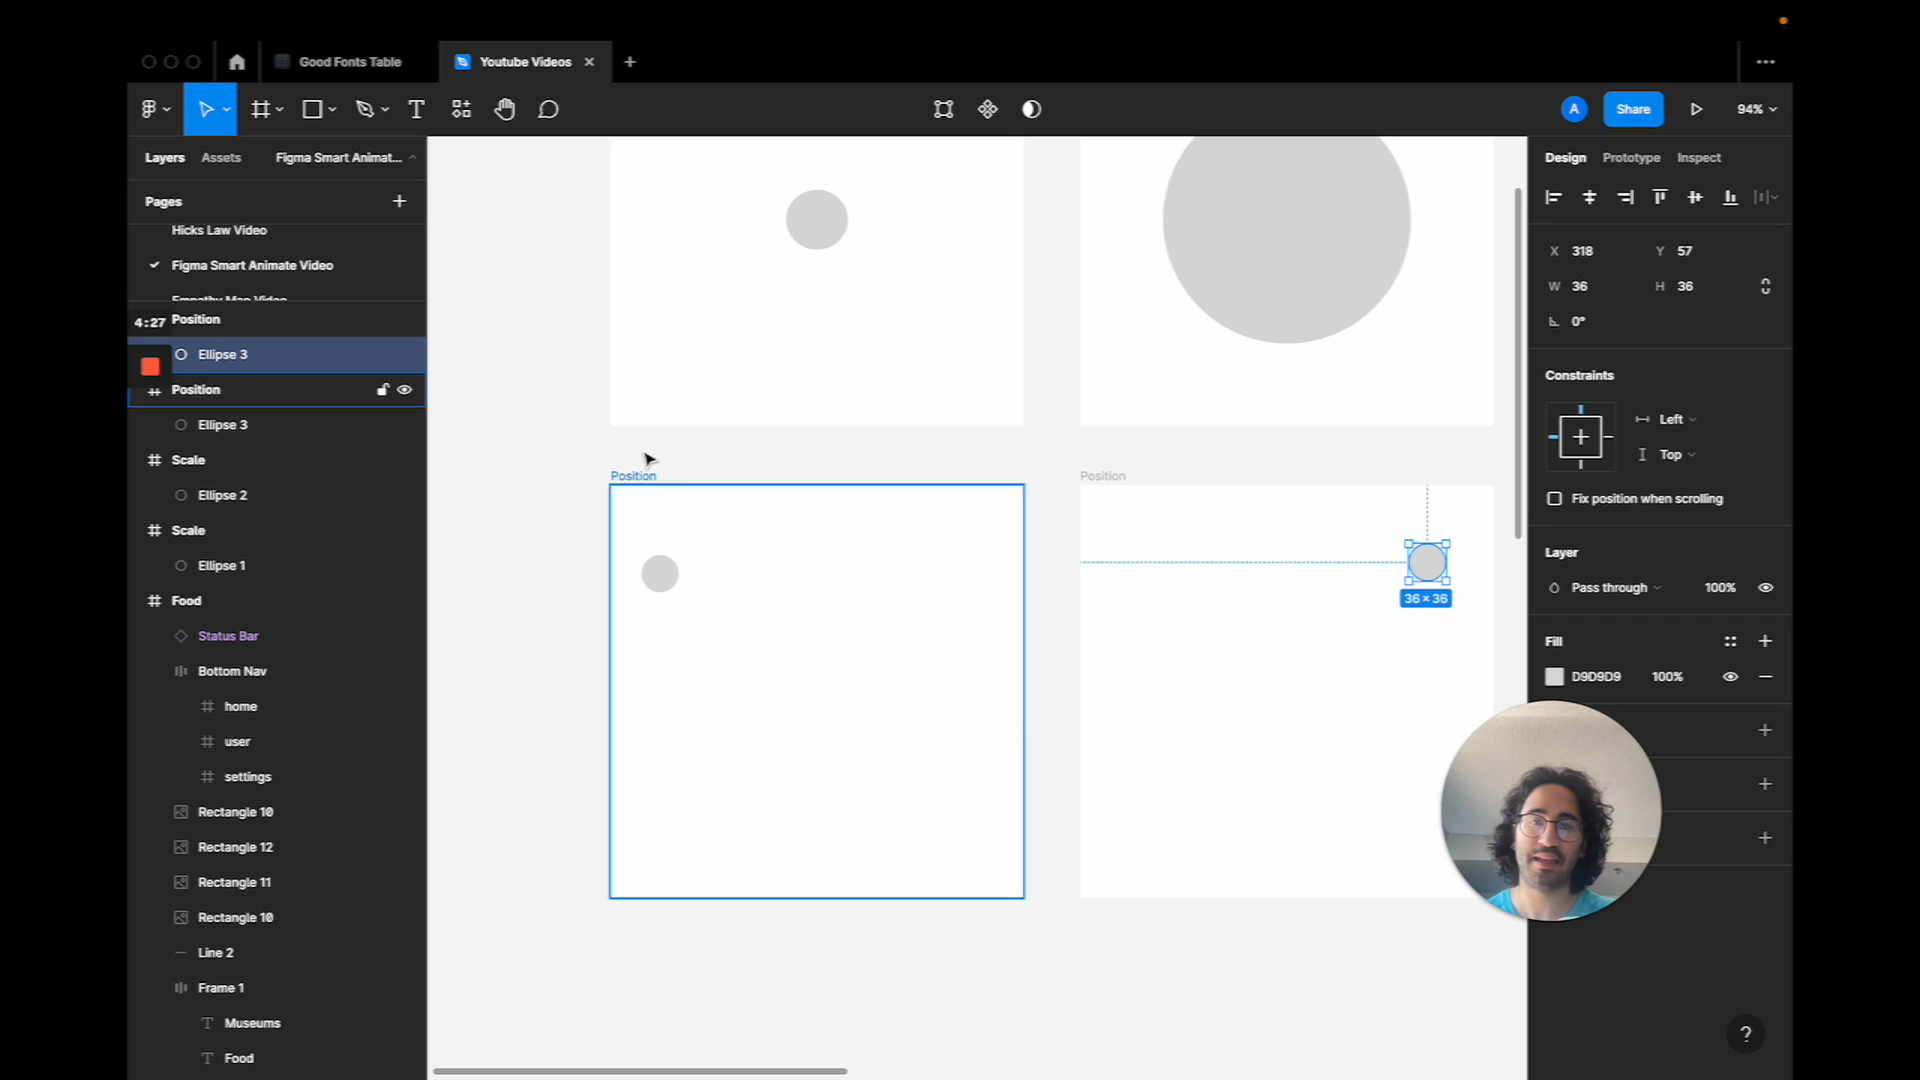 Good Fonts Table
Youtube Videos
A
Share
94%
Layers
Assets
Figma Smart Animat...
Pages
Hicks Law Video
Figma Smart Animate Video
Empathy Map Video
4:27
Position
Ellipse 3
Position
Ellipse 3
Scale
Ellipse 2
Scale
Ellipse 1
Food
Status Bar
Bottom Nav
home
user
settings
Rectangle 10
Rectangle 12
Rectangle 11
Rectangle 10
Line 2
Frame 1
Museums
Food
Position
Position
36 × 36
Design
Prototype
Inspect
X 318
Y 57
W 36
H 36
0°
Constraints
Left
Top
Fix position when scrolling
Layer
Pass through
100%
Fill
D9D9D9
100%
?